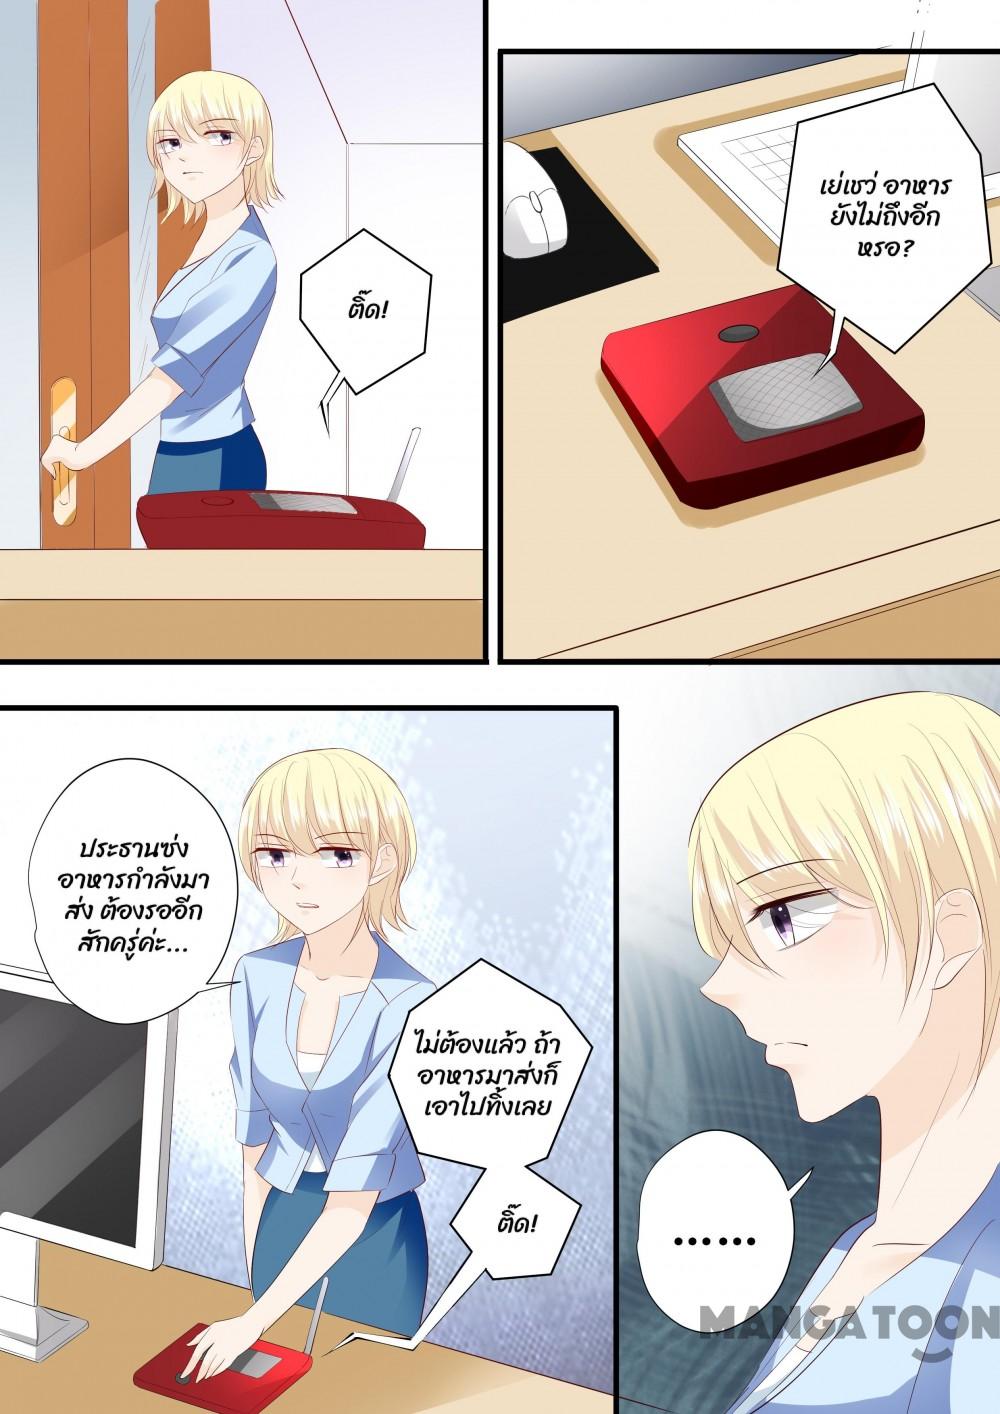 ติ๊ด!
เย่เชว่ อาหาร
ยังไม่ถึงอีก
หรอ?
ประธานซ่ง
อาหารกำลังมา
ส่ง ต้องรออีก
สักครู่ค่ะ...
ไม่ต้องแล้ว ถ้า
อาหารมาส่งก็
เอาไปทิ้งเลย
ติ๊ด!
......
MANGATOON